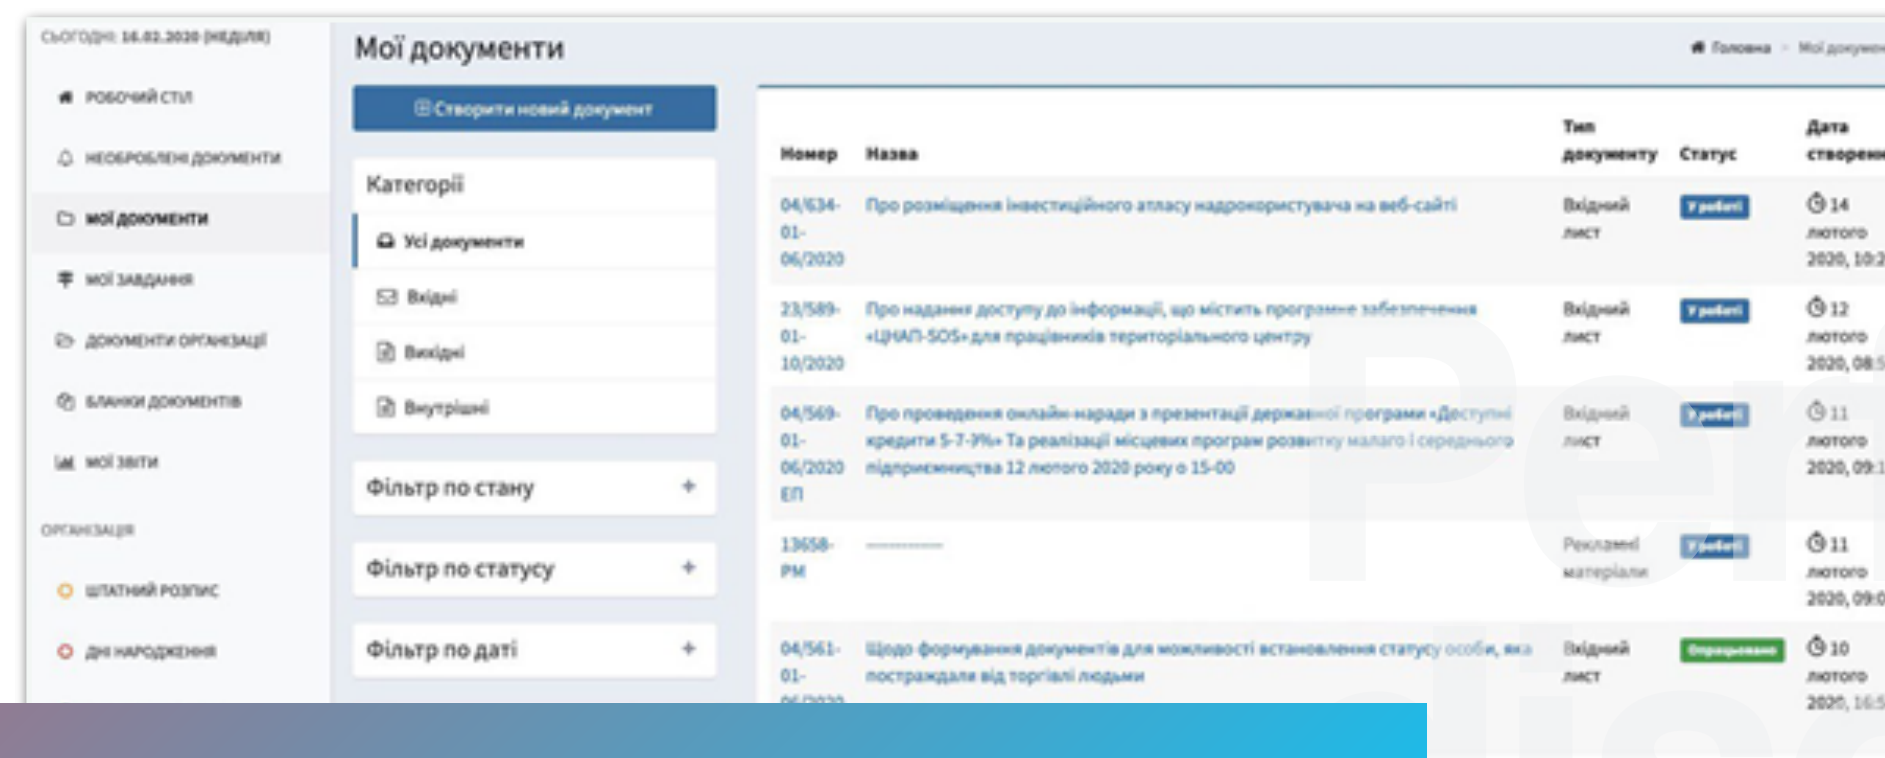 СЬОГОДНІ: 16.02.2020 (НЕДІЛЯ)
РОБОЧИЙ СТІЛ
НЕОБРОБЛЕНІ ДОКУМЕНТИ
МОЇ ДОКУМЕНТИ
МОЇ ЗАВДАННЯ
ДОКУМЕНТИ ОРГАНІЗАЦІЇ
БЛАНКИ ДОКУМЕНТІВ
МОЇ ЗВІТИ
ОРГАНІЗАЦІЯ
ШТАТНИЙ РОЗПИС
ДНІ НАРОДЖЕННЯ
Мої документи
Створити новий документ
Категорії
Усі документи
Вхідні
Вихідні
Внутрішні
Фільтр по стану +
Фільтр по статусу +
Фільтр по даті +
Головна > Мої докумен
Номер Назва Тип документу Статус Дата створенн
04/634- Про розміщення інвестиційного атласу надрокористувача на веб-сайті Вхідний У роботі 14
01- лист лютого
06/2020 2020, 10:2
23/589- Про надання доступу до інформації, що містить програмне забезпечення Вхідний У роботі 12
01- «ЦНАП-SOS» для працівників територіального центру лист лютого
10/2020 2020, 08:5
04/569- Про проведення онлайн-наради з презентації державної програми «Доступні Вхідний У роботі 11
01- кредити 5-7-9%» Та реалізації місцевих програм розвитку малого і середнього лист лютого
06/2020 підприємництва 12 лютого 2020 року о 15-00 2020, 09:1
ЕП
13658- ------------ Рекламні У роботі 11
РМ матеріали лютого
2020, 09:0
04/561- Щодо формування документів для можливості встановлення статусу особи, яка Вхідний Опрацьовано 10
01- постраждали від торгівлі людьми лист лютого
06/2020 2020, 16:5